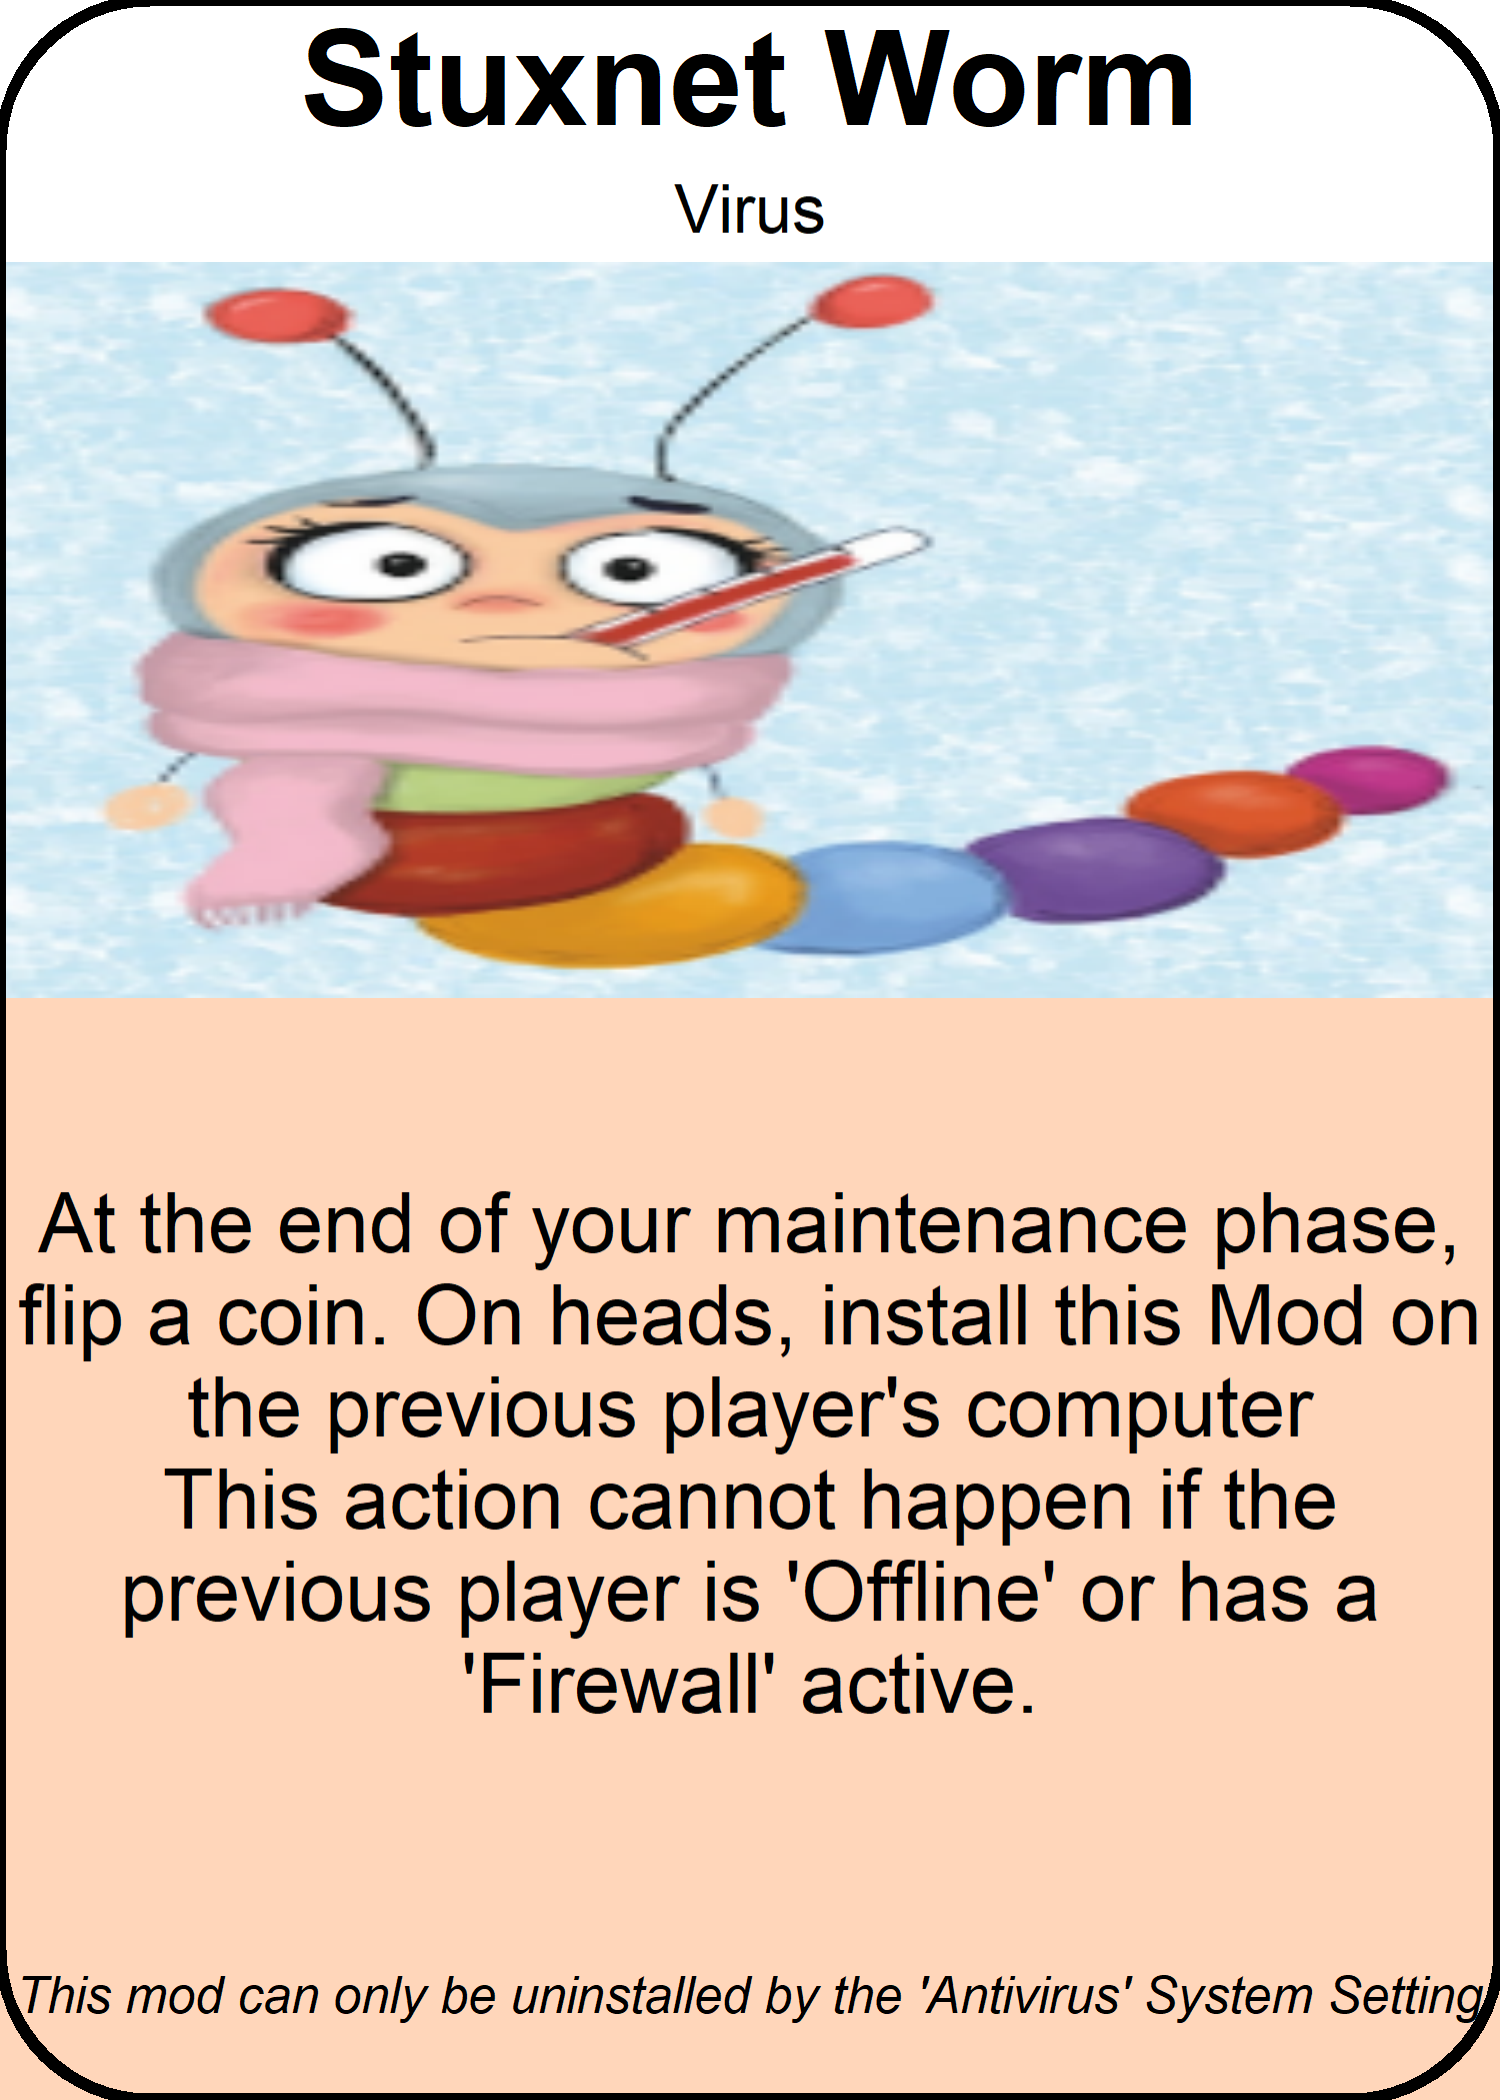 Stuxnet Worm
Virus
At the end of your maintenance phase,
flip a coin. On heads, install this Mod on
the previous player's computer
This action cannot happen if the
previous player is 'Offline' or has a
'Firewall' active.
This mod can only be uninstalled by the 'Antivirus' System Setting